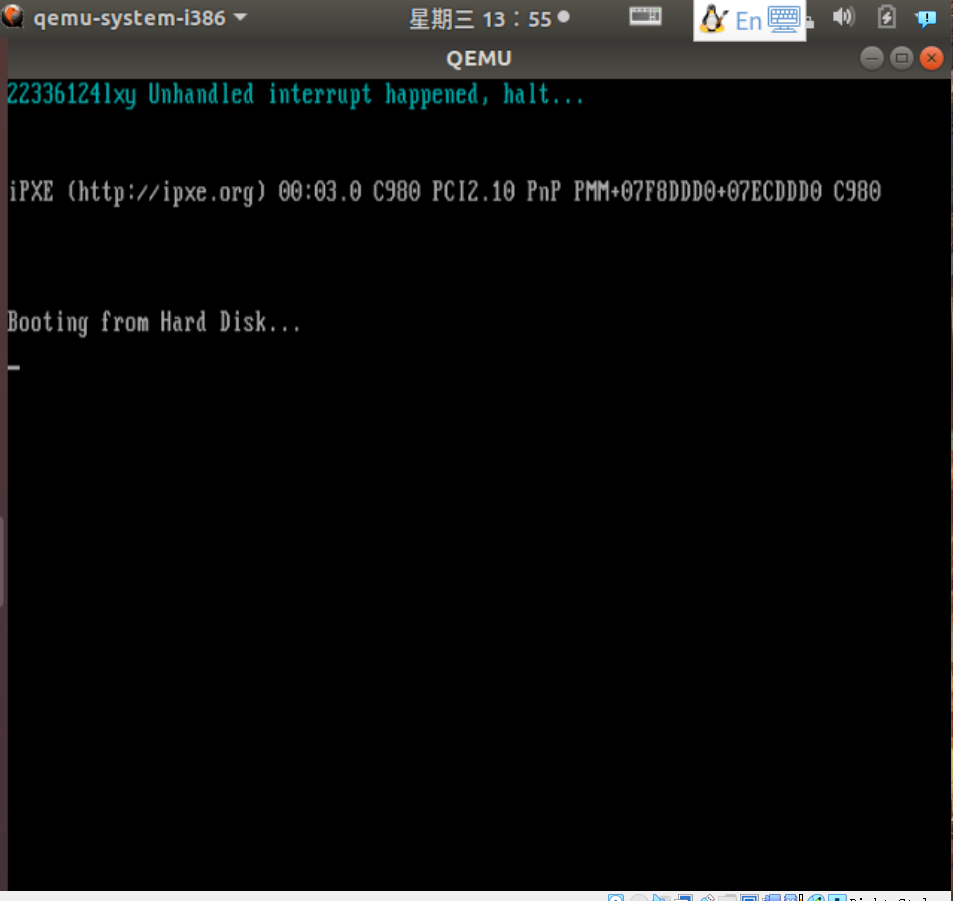 qemu-system-i386
星期三 13：55
En
QEMU
22336124lxy Unhandled interrupt happened, halt...
iPXE (http://ipxe.org) 00:03.0 C980 PCI2.10 PnP PMM+07F8DDD0+07ECDDD0 C980
Booting from Hard Disk...